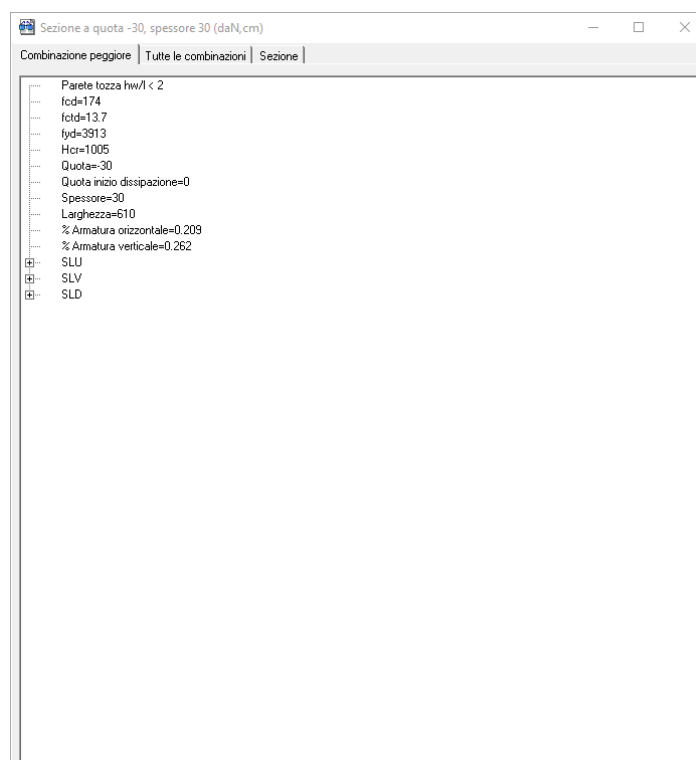 Sezione a quota -30, spessore 30 (daN,cm)
Combinazione peggiore Tutte le combinazioni Sezione
Parete tozza hw/l < 2
fcd=174
fctd=13.7
fyd=3913
Hcr=1005
Quota=-30
Quota inizio dissipazione=0
Spessore=30
Larghezza=610
% Armatura orizzontale=0.209
% Armatura verticale=0.262
SLU
SLV
SLD